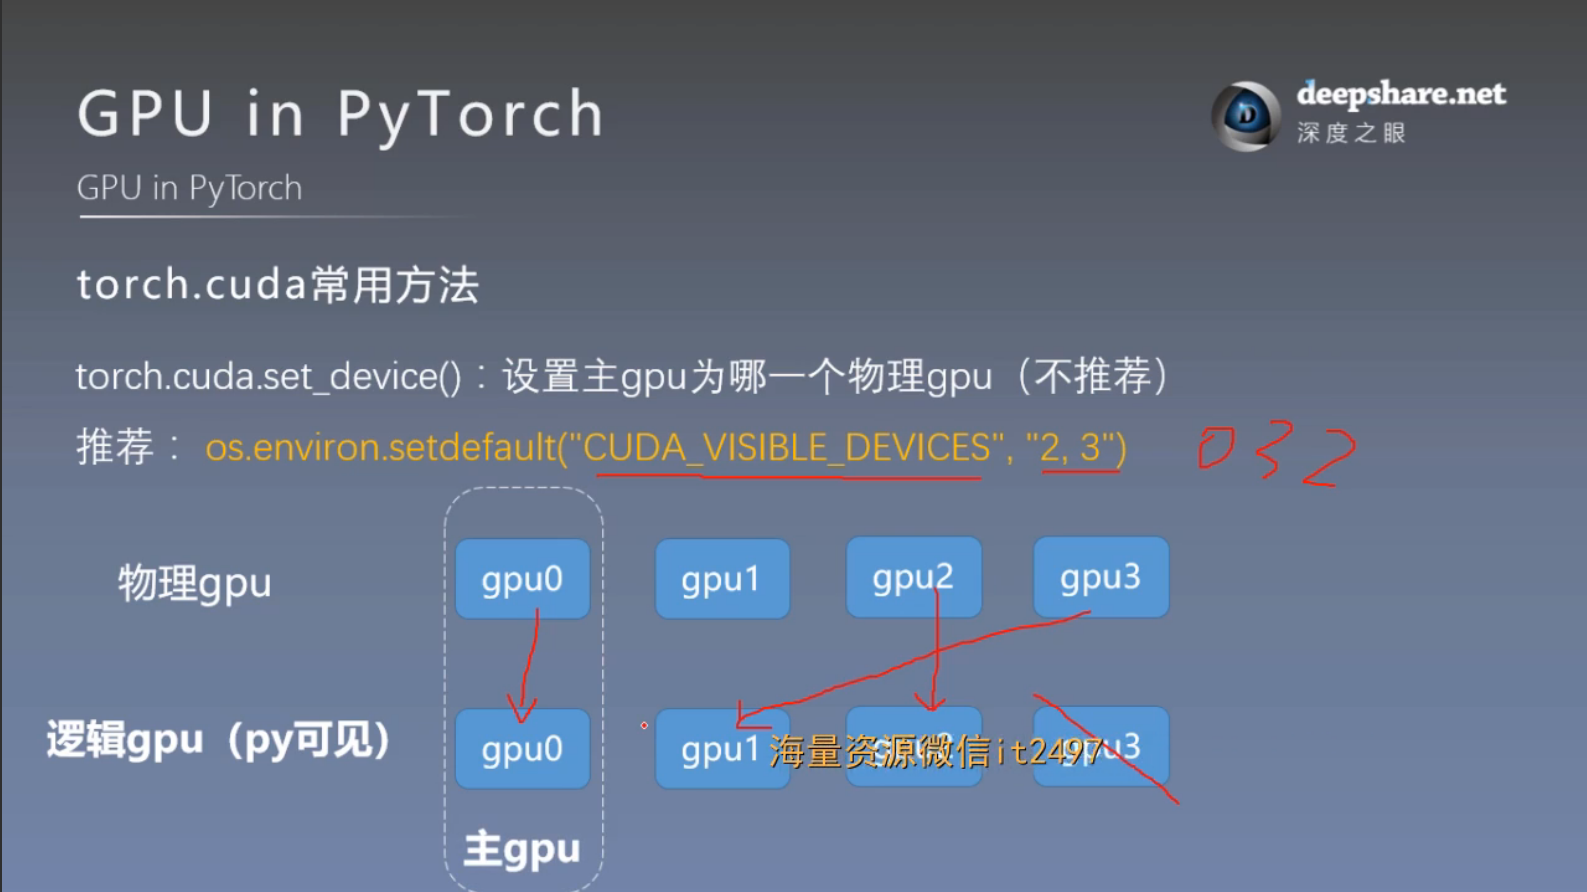 GPU in PyTorch
deepshare.net
深度之眼
GPU in PyTorch
torch.cuda常用方法
torch.cuda.set_device()：设置主gpu为哪一个物理gpu（不推荐）
推荐： os.environ.setdefault("CUDA_VISIBLE_DEVICES", "2, 3") 0 3 2
物理gpu gpu0 gpu1 gpu2 gpu3
逻辑gpu（py可见） gpu0 gpu1 gpu2 gpu3
海量资源微信it2497
主gpu